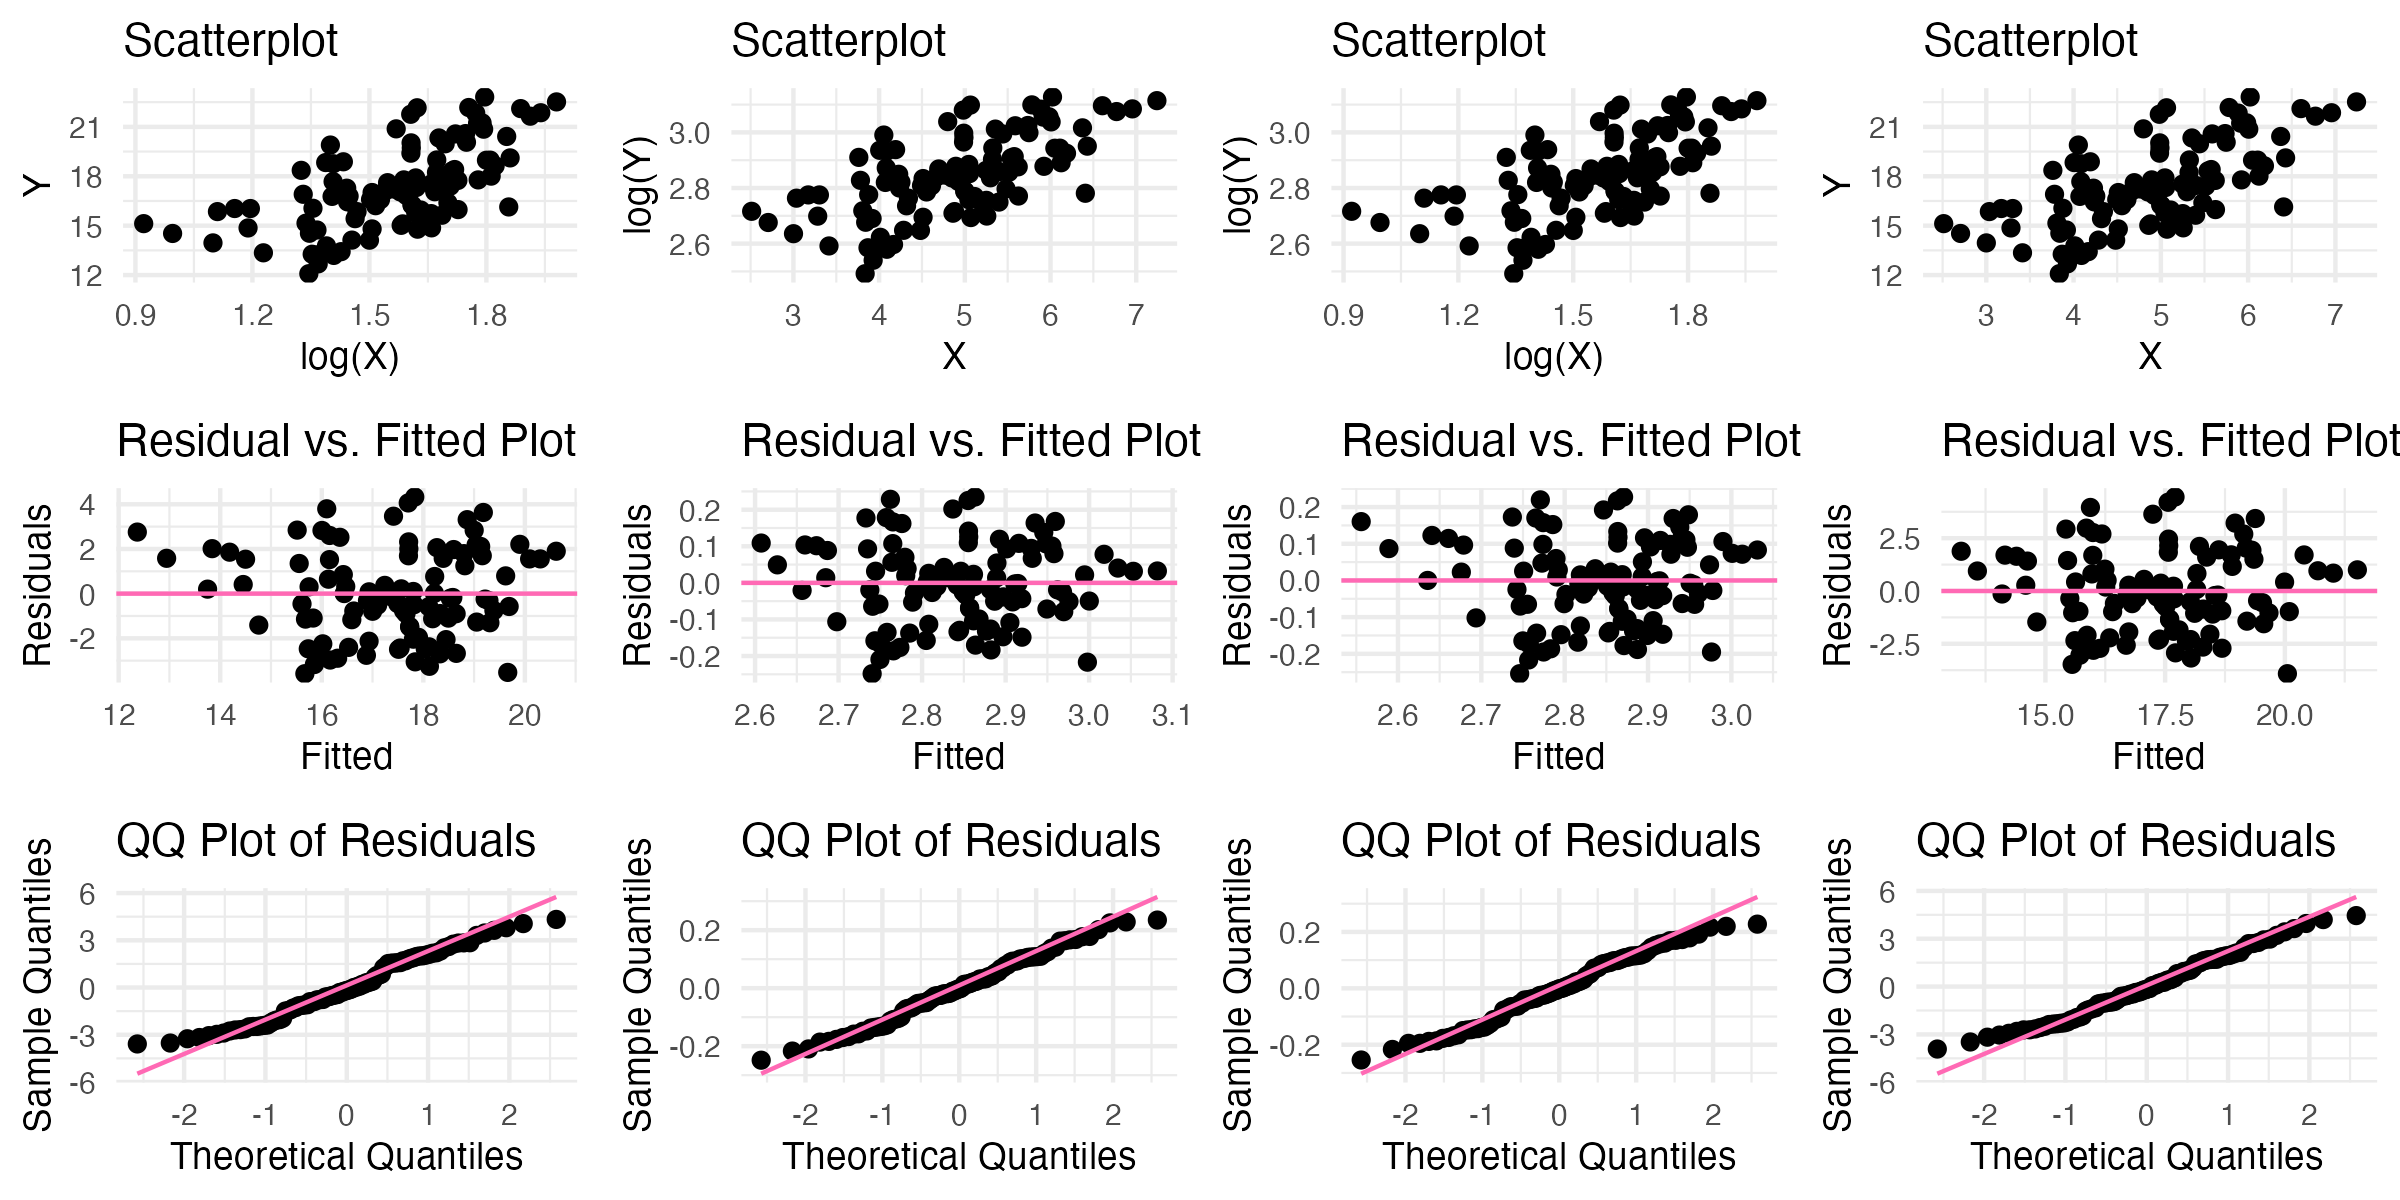 Scatterplot
Y
21
18
15
12
0.9 1.2 1.5 1.8
log(X)
Scatterplot
log(Y)
3.0
2.8
2.6
3 4 5 6 7
X
Scatterplot
log(Y)
3.0
2.8
2.6
0.9 1.2 1.5 1.8
log(X)
Scatterplot
Y
21
18
15
12
3 4 5 6 7
X
Residual vs. Fitted Plot
Residuals
4
2
0
-2
12 14 16 18 20
Fitted
Residual vs. Fitted Plot
Residuals
0.2
0.1
0.0
-0.1
-0.2
2.6 2.7 2.8 2.9 3.0 3.1
Fitted
Residual vs. Fitted Plot
Residuals
0.2
0.1
0.0
-0.1
-0.2
2.6 2.7 2.8 2.9 3.0
Fitted
Residual vs. Fitted Plot
Residuals
2.5
0.0
-2.5
15.0 17.5 20.0
Fitted
QQ Plot of Residuals
Sample Quantiles
6
3
0
-3
-6
-2 -1 0 1 2
Theoretical Quantiles
QQ Plot of Residuals
Sample Quantiles
0.2
0.0
-0.2
-2 -1 0 1 2
Theoretical Quantiles
QQ Plot of Residuals
Sample Quantiles
0.2
0.0
-0.2
-2 -1 0 1 2
Theoretical Quantiles
QQ Plot of Residuals
Sample Quantiles
6
3
0
-3
-6
-2 -1 0 1 2
Theoretical Quantiles